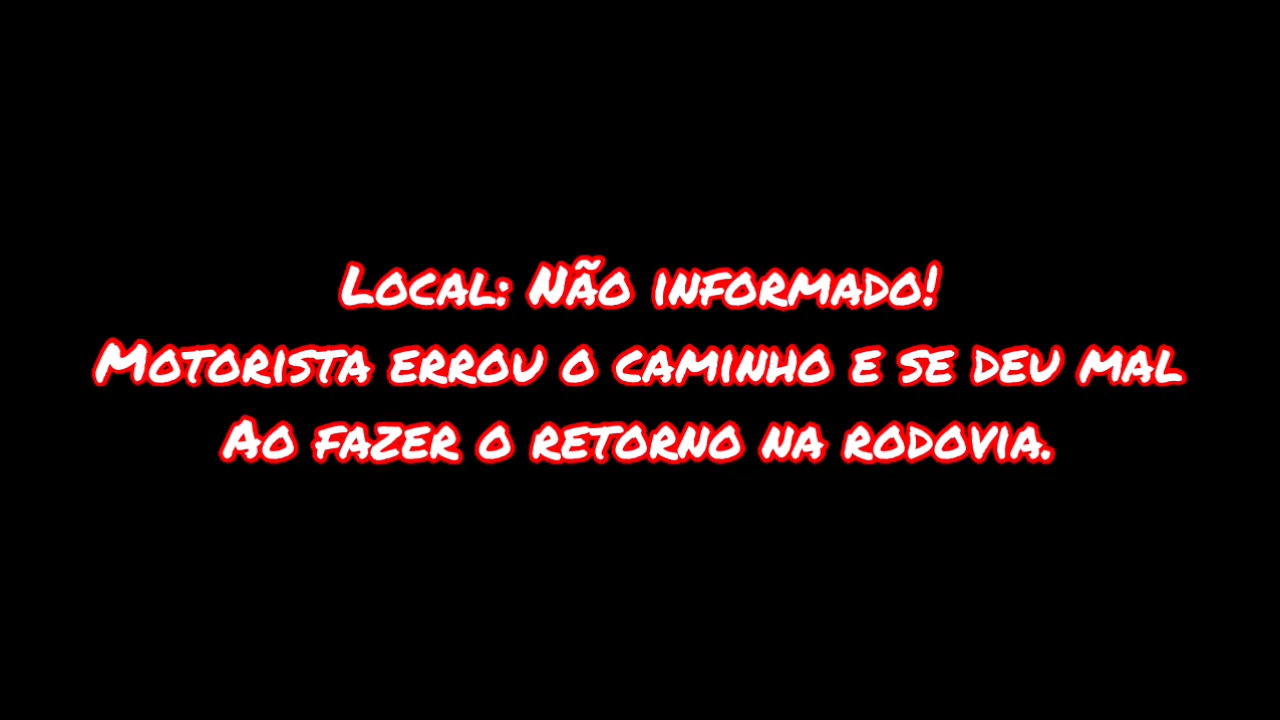 Local: Não informado!
Motorista errou o caminho e se deu mal
Ao fazer o retorno na rodovia.